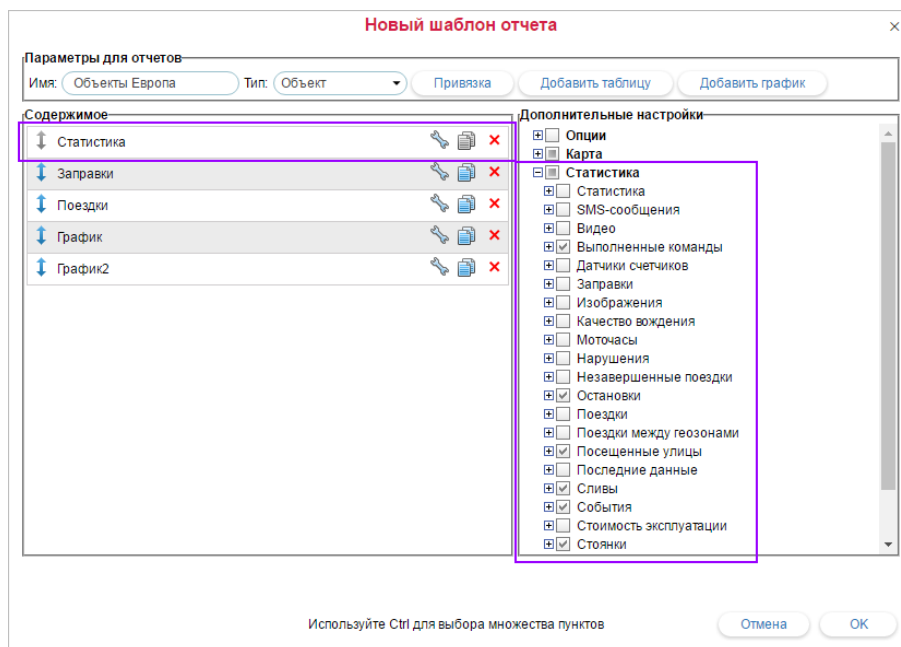 Новый шаблон отчета
Параметры для отчетов
Имя: Объекты Европа Тип: Объект Привязка Добавить таблицу Добавить график
Содержимое
Статистика
Заправки
Поездки
График
График2
Дополнительные настройки
Опции
Карта
Статистика
Статистика
SMS-сообщения
Видео
Выполненные команды
Датчики счетчиков
Заправки
Изображения
Качество вождения
Моточасы
Нарушения
Незавершенные поездки
Остановки
Поездки
Поездки между геозонами
Посещенные улицы
Последние данные
Сливы
События
Стоимость эксплуатации
Стоянки
Используйте Ctrl для выбора множества пунктов
Отмена OK